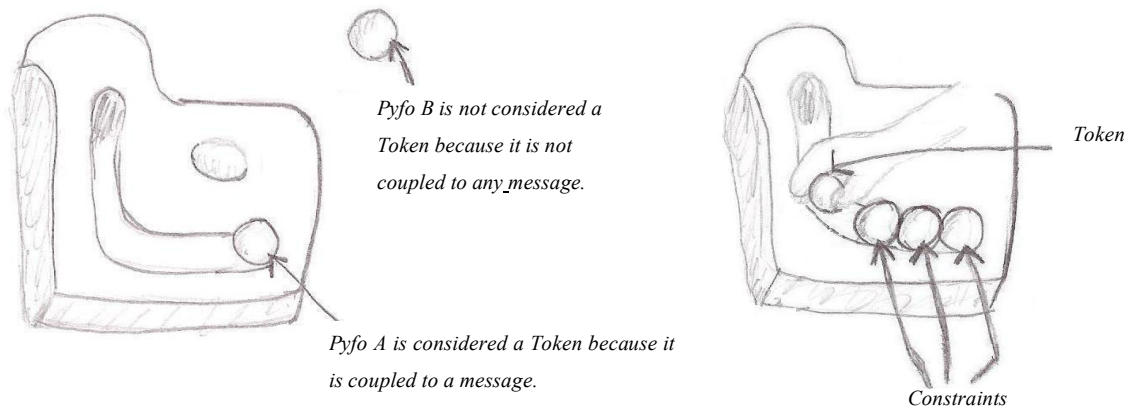 Pyfo B is not considered a
Token because it is not
coupled to any message.
Token
Pyfo A is considered a Token because it
is coupled to a message.
Constraints